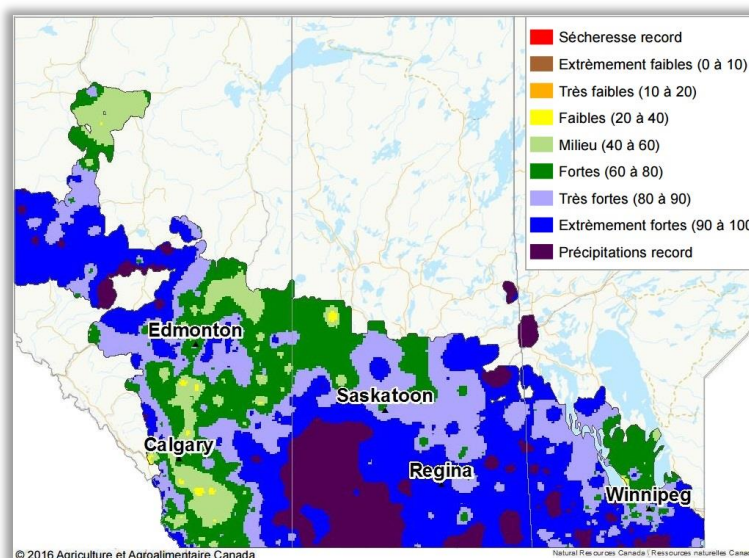 Sécheresse record
Extrêmement faibles (0 à 10)
Très faibles (10 à 20)
Faibles (20 à 40)
Milieu (40 à 60)
Fortes (60 à 80)
Très fortes (80 à 90)
Extrêmement fortes (90 à 100
Précipitations record
Edmonton
Saskatoon
Calgary
Regina
Winnipeg
© 2016 Agriculture et Agroalimentaire Canada
Natural Resources Canada | Ressources naturelles Canad